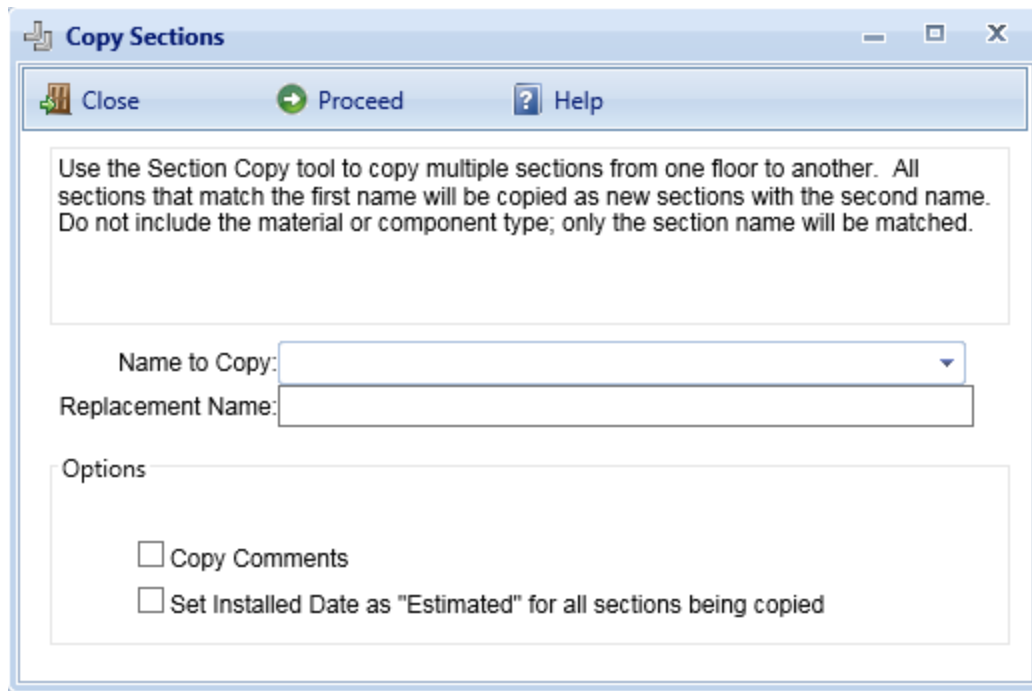 Copy Sections
Close Proceed Help
Use the Section Copy tool to copy multiple sections from one floor to another.  All
sections that match the first name will be copied as new sections with the second name.
Do not include the material or component type; only the section name will be matched.
Name to Copy:
Replacement Name:
Options
Copy Comments
Set Installed Date as "Estimated" for all sections being copied